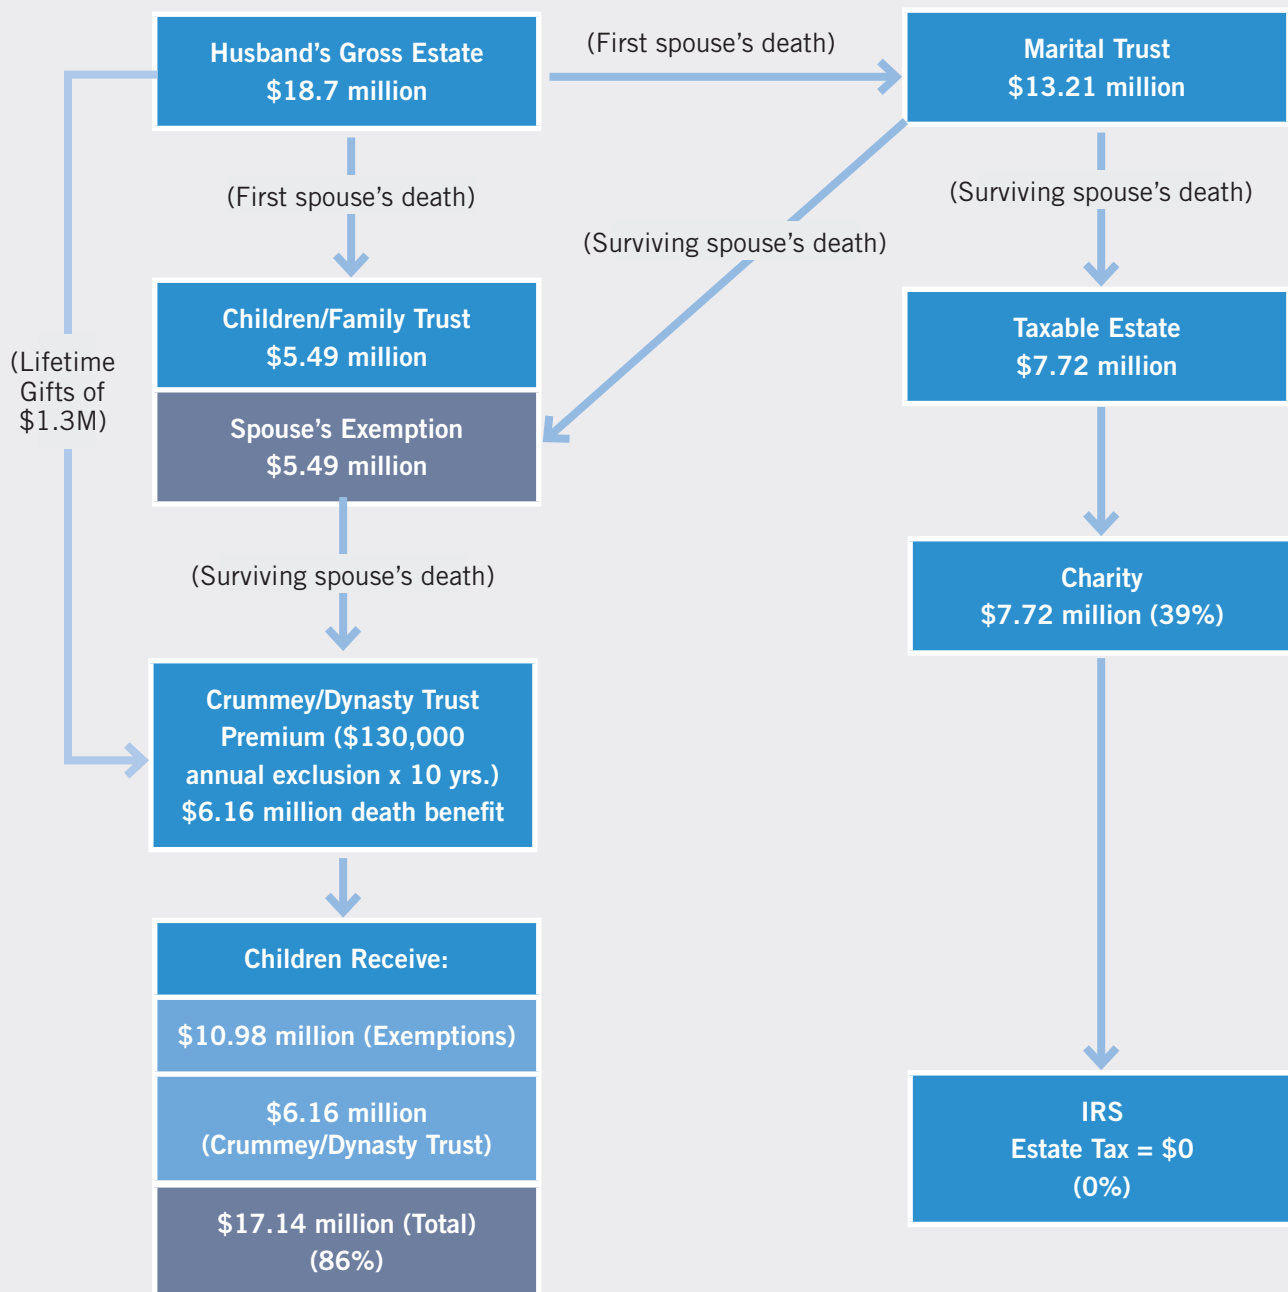 Husband’s Gross Estate
$18.7 million
(First spouse’s death)
Marital Trust
$13.21 million
(First spouse’s death)
(Surviving spouse’s death)
(Surviving spouse’s death)
Children/Family Trust
$5.49 million
Taxable Estate
$7.72 million
(Lifetime
Gifts of
$1.3M)
Spouse’s Exemption
$5.49 million
(Surviving spouse’s death)
Charity
$7.72 million (39%)
Crummey/Dynasty Trust
Premium ($130,000
annual exclusion x 10 yrs.)
$6.16 million death benefit
Children Receive:
$10.98 million (Exemptions)
$6.16 million
(Crummey/Dynasty Trust)
$17.14 million (Total)
(86%)
IRS
Estate Tax = $0
(0%)